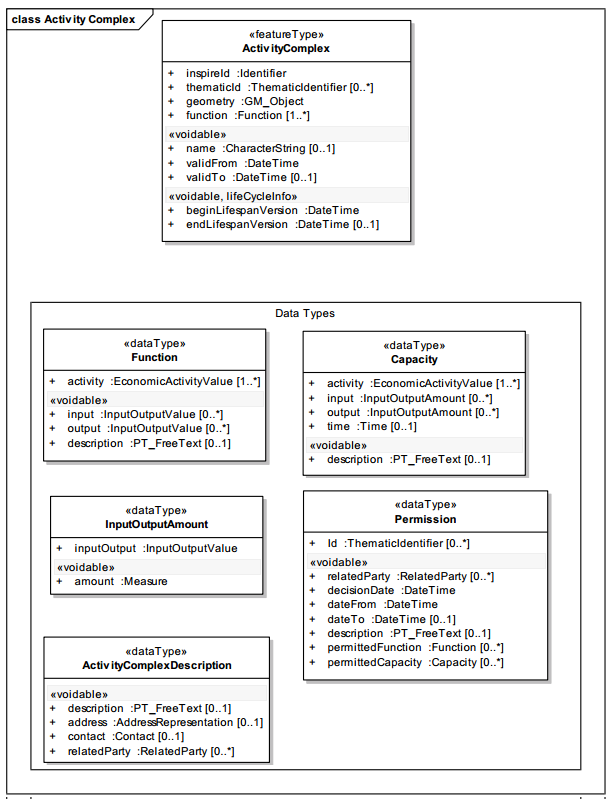 class Activity Complex
«featureType»
ActivityComplex
+ inspireId :Identifier
+ thematicId :ThematicIdentifier [0..*]
+ geometry :GM_Object
+ function :Function [1..*]
«voidable»
+ name :CharacterString [0..1]
+ validFrom :DateTime
+ validTo :DateTime [0..1]
«voidable, lifeCycleInfo»
+ beginLifespanVersion :DateTime
+ endLifespanVersion :DateTime [0..1]
Data Types
«dataType»
Function
+ activity :EconomicActivityValue [1..*]
«voidable»
+ input :InputOutputValue [0..*]
+ output :InputOutputValue [0..*]
+ description :PT_FreeText [0..1]
«dataType»
Capacity
+ activity :EconomicActivityValue [1..*]
+ input :InputOutputAmount [0..*]
+ output :InputOutputAmount [0..*]
+ time :Time [0..1]
«voidable»
+ description :PT_FreeText [0..1]
«dataType»
InputOutputAmount
+ inputOutput :InputOutputValue
«voidable»
+ amount :Measure
«dataType»
Permission
+ Id :ThematicIdentifier [0..*]
«voidable»
+ relatedParty :RelatedParty [0..*]
+ decisionDate :DateTime
+ dateFrom :DateTime
+ dateTo :DateTime [0..1]
+ description :PT_FreeText [0..1]
+ permittedFunction :Function [0..*]
+ permittedCapacity :Capacity [0..*]
«dataType»
ActivityComplexDescription
«voidable»
+ description :PT_FreeText [0..1]
+ address :AddressRepresentation [0..1]
+ contact :Contact [0..1]
+ relatedParty :RelatedParty [0..*]